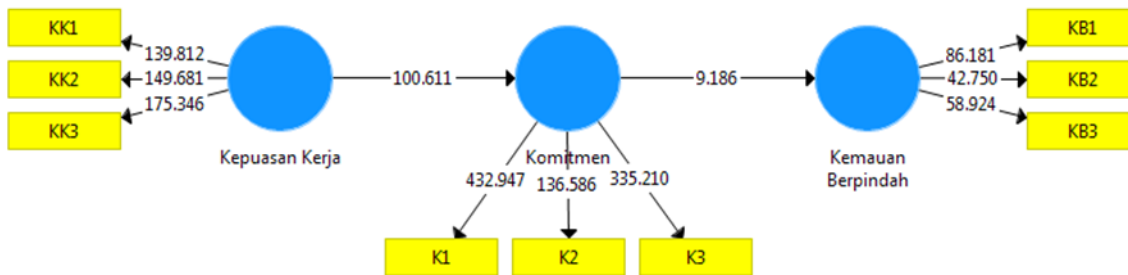 KK1
139.812
KK2
149.681
KK3
175.346
Kepuasan Kerja
100.611
Komitmen
432.947
136.586
335.210
K1
K2
K3
9.186
Kemauan
Berpindah
86.181
KB1
42.750
KB2
58.924
KB3